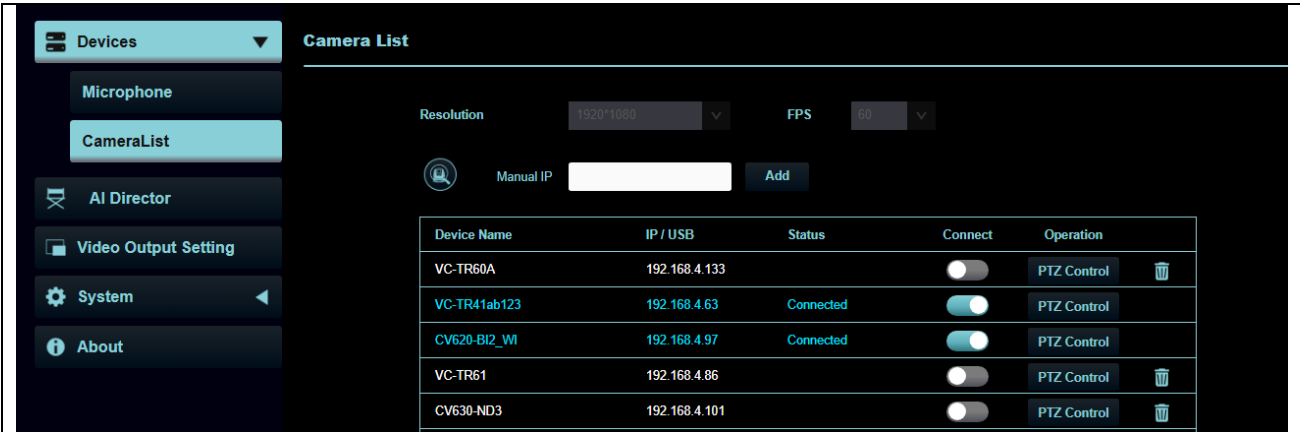 Devices
Microphone
CameraList
AI Director
Video Output Setting
System
About
Camera List
Resolution 1920*1080 FPS 60
Manual IP Add
Device Name IP / USB Status Connect Operation
VC-TR60A 192.168.4.133 PTZ Control
VC-TR41ab123 192.168.4.63 Connected PTZ Control
CV620-BI2_WI 192.168.4.97 Connected PTZ Control
VC-TR61 192.168.4.86 PTZ Control
CV630-ND3 192.168.4.101 PTZ Control